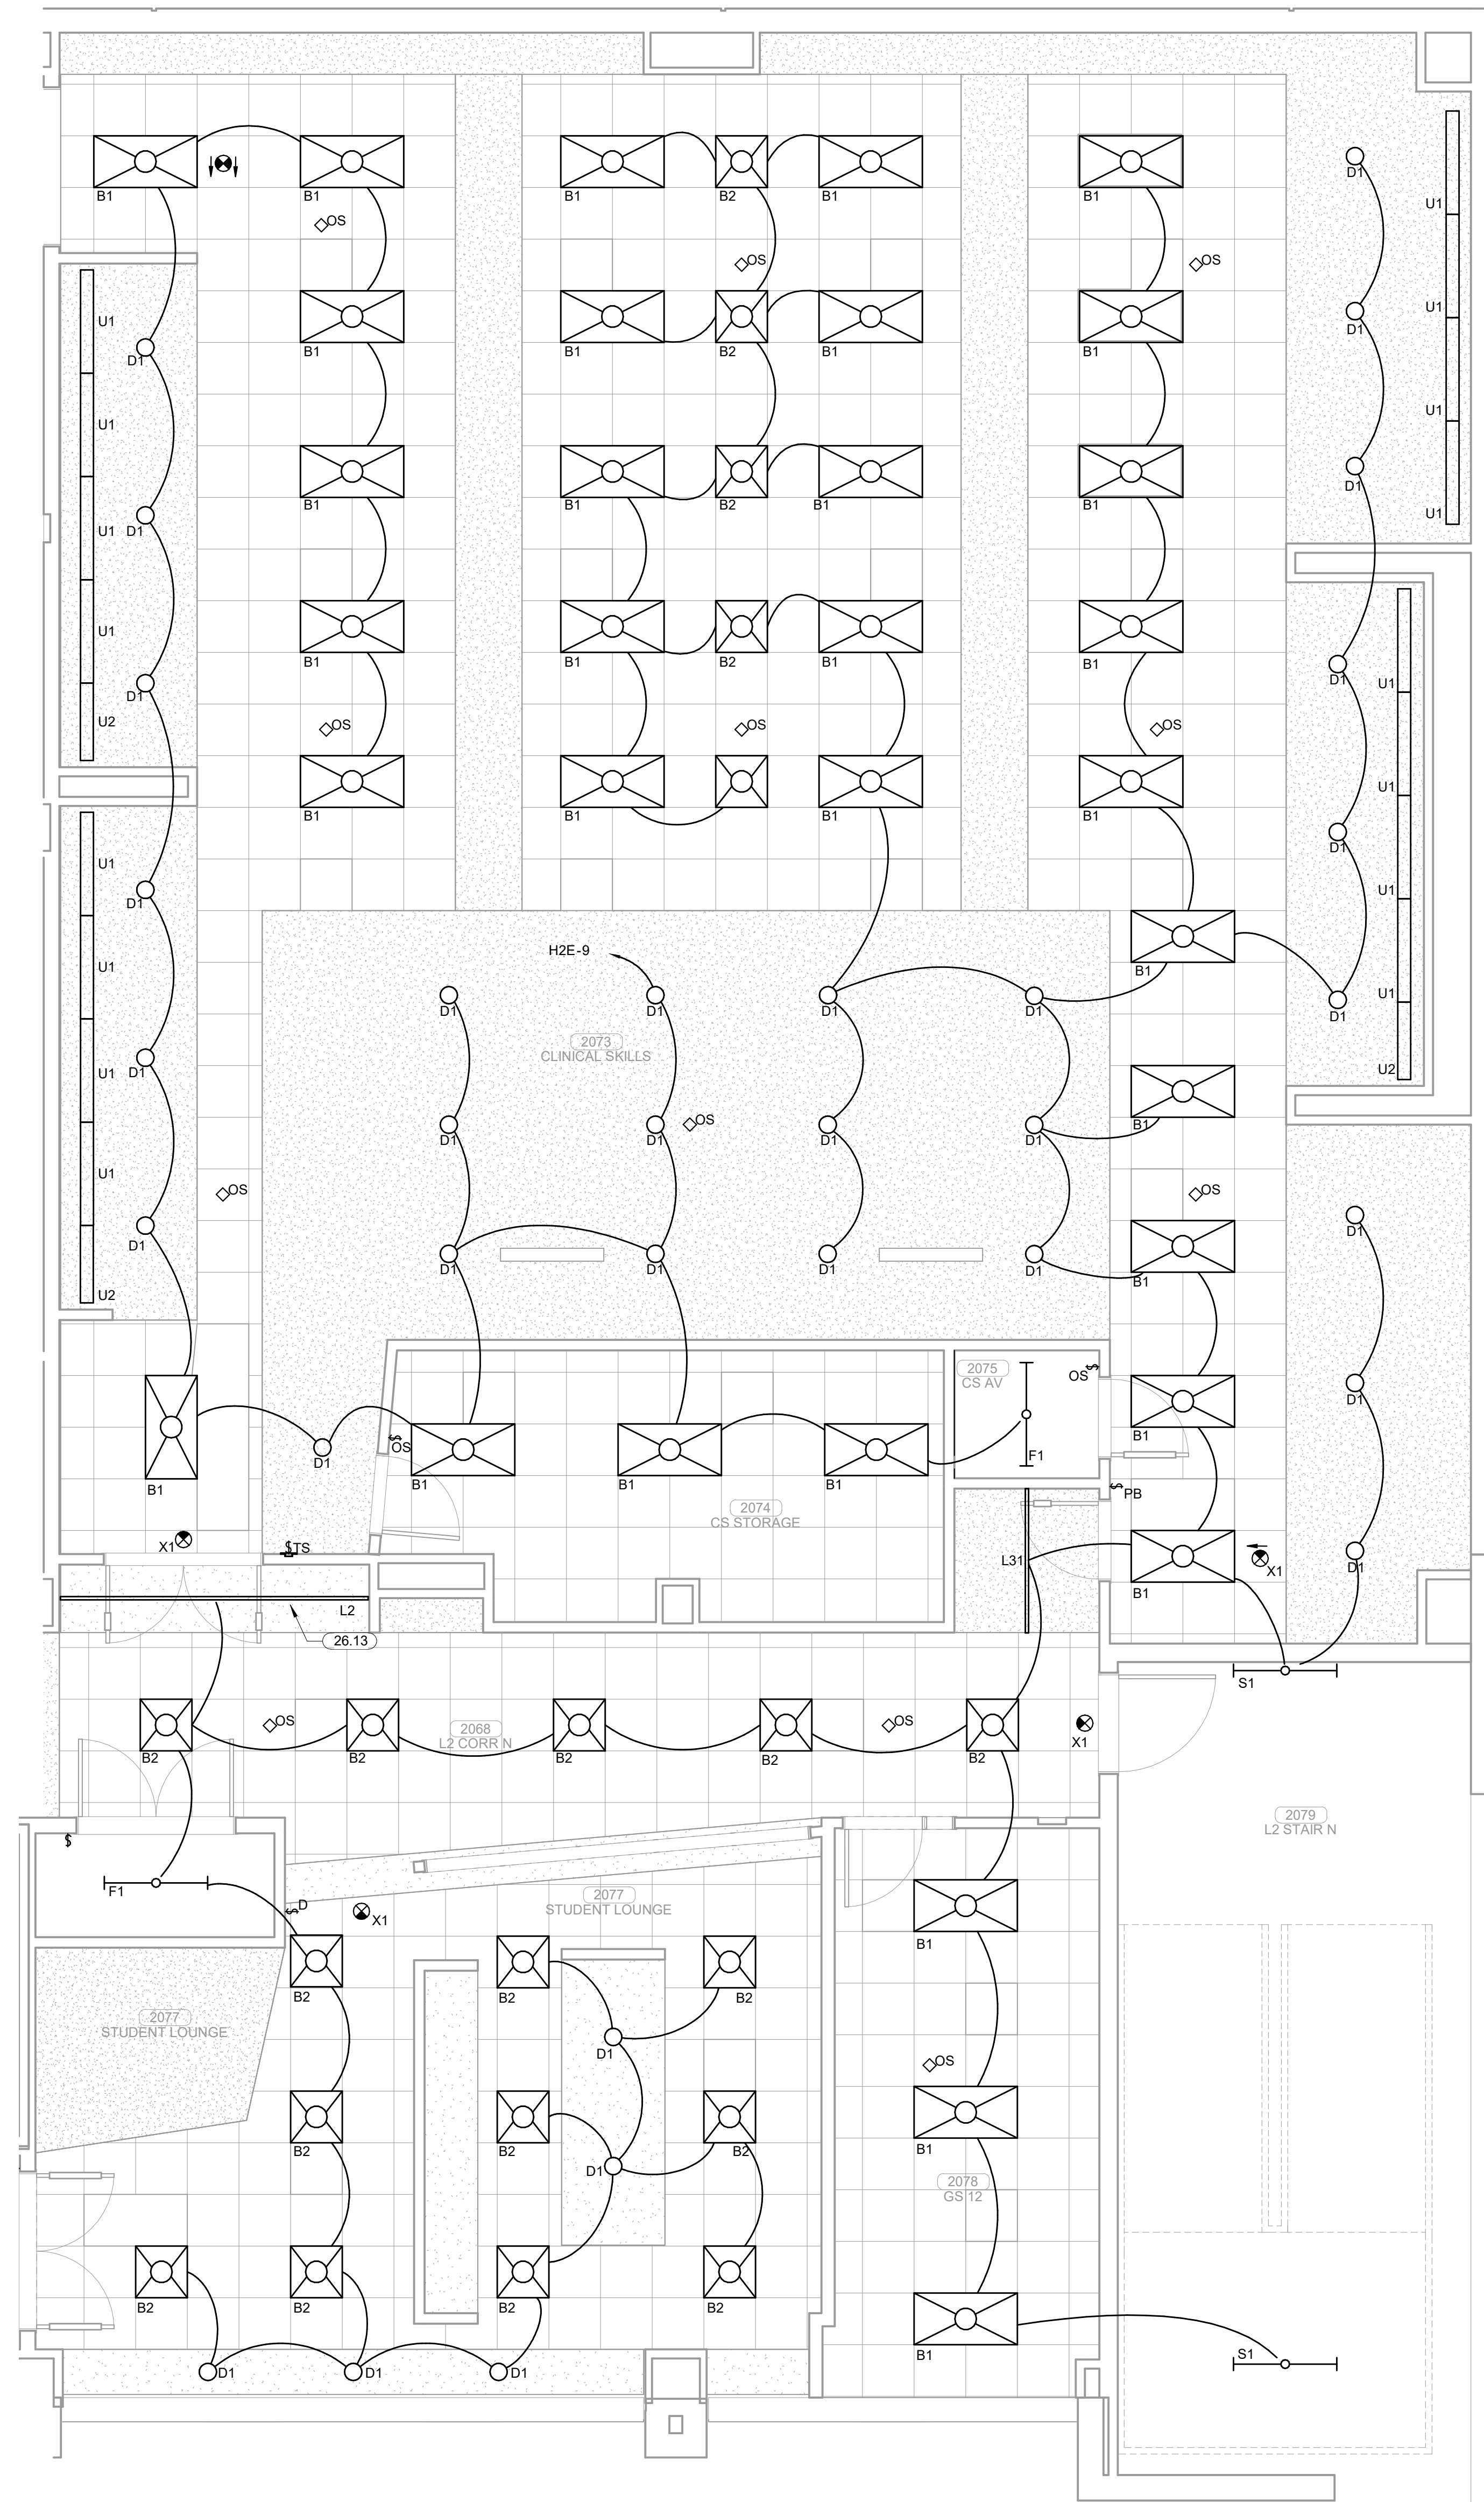 B1
B1
B1
B2
B1
B1
D1
OS
U1
OS
OS
U1
D1
B1
B1
B2
B1
B1
U1
D1
U1
U1
D1
B1
B1
B2
B1
B1
U1
D1
U1
D1
B1
B1
B2
B1
B1
D1
U1
U2
OS
OS
OS
D1
B1
B1
B1
B1
U1
D1
U1
D1
U1
H2E-9
B1
U1
U1
D1
D1
D1
D1
D1
2073
CLINICAL SKILLS
U1
D1
U2
D1
D1
OS
D1
D1
B1
U1
OS
OS
D1
D1
D1
D1
D1
D1
B1
U2
2075
CS AV
OS
D1
B1
OS
D1
F1
B1
B1
B1
B1
PB
2074
CS STORAGE
X1
$TS
L31
X1
D1
B1
L2
26.13
S1
OS
2068
L2 CORR N
OS
B2
B2
B2
B2
B2
X1
2079
L2 STAIR N
$
F1
2077
STUDENT LOUNGE
D
X1
B1
B2
B2
B2
2077
STUDENT LOUNGE
D1
OS
B2
B2
B2
B1
D1
2078
GS 12
B2
B2
B2
B2
S1
B1
D1
D1
D1